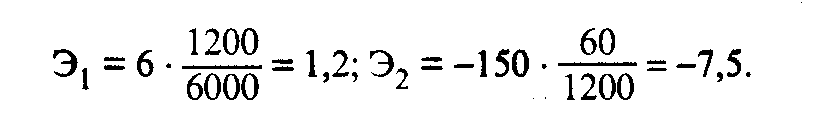 Э₁ = 6 · 1200/6000 = 1,2; Э₂ = −150 · 60/1200 = −7,5.